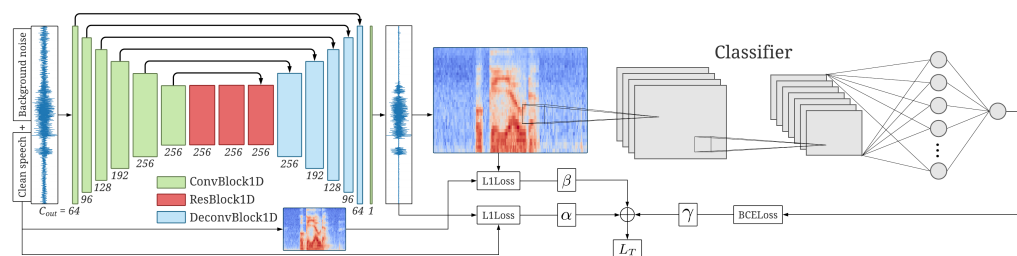 Background noise
+
Clean speech
C_out = 64
96
128
192
256
256
256
256
256
256
192
128
96
64
1
ConvBlock1D
ResBlock1D
DeconvBlock1D
Classifier
L1Loss
β
L1Loss
α
γ
BCELoss
L_T